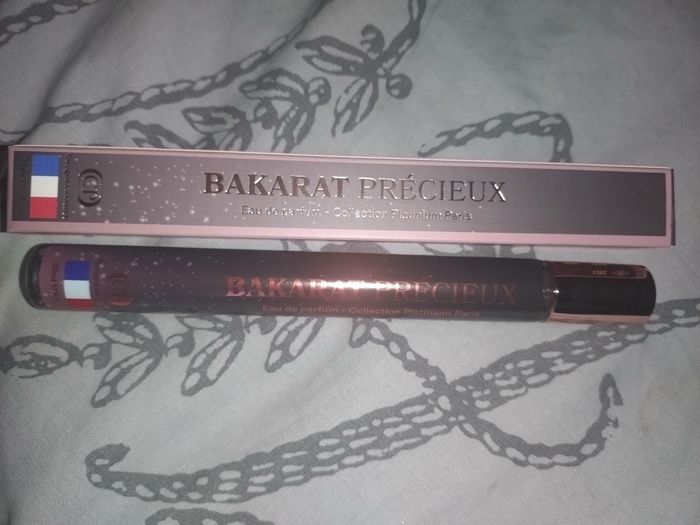 BAKARAT PRÉCIEUX
Eau de parfum - Collection Platinium Paris
BAKARAT PRÉCIEUX
Eau de parfum - Collection Platinium Paris